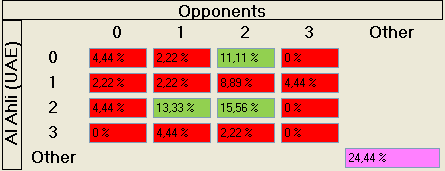 Opponents
0 1 2 3 Other
Al Ahli (UAE)
0 4,44 % 2,22 % 11,11 % 0 %
1 2,22 % 2,22 % 8,89 % 4,44 %
2 4,44 % 13,33 % 15,56 % 0 %
3 0 % 4,44 % 2,22 % 0 %
Other 24,44 %